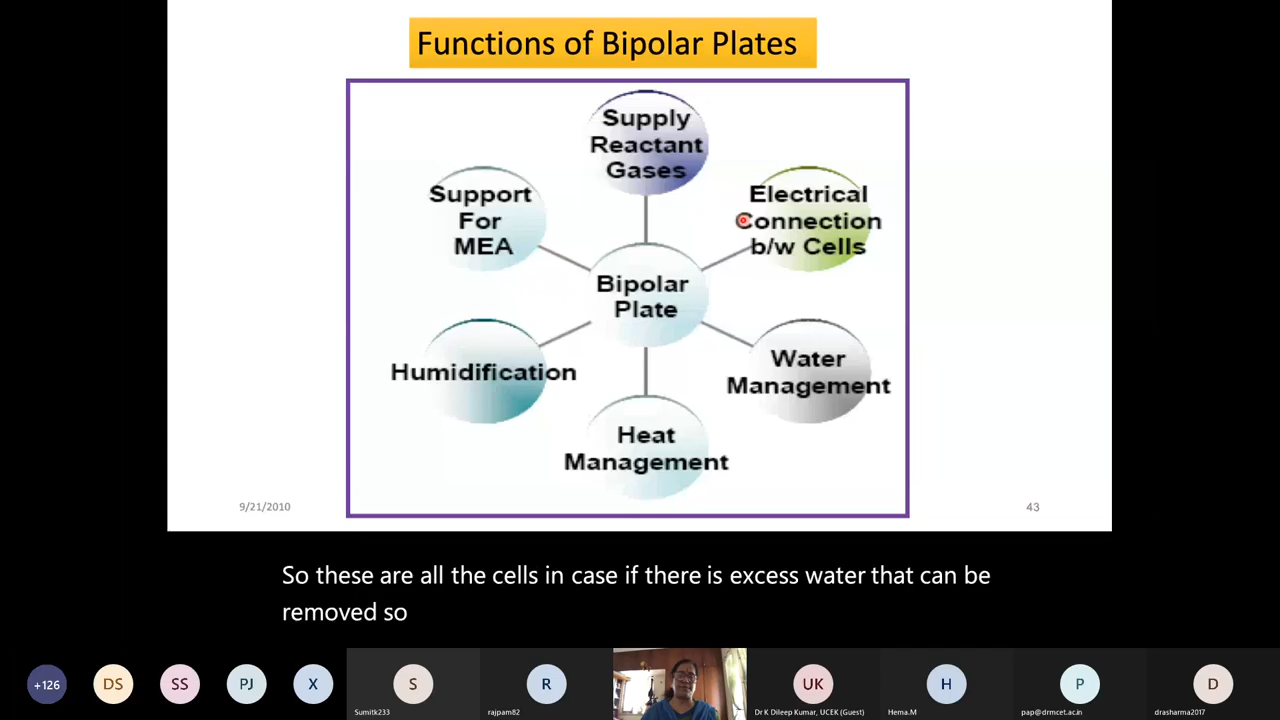 Functions of Bipolar Plates
Supply
Reactant
Gases
Support
For
MEA
Electrical
Connection
b/w Cells
Bipolar
Plate
Humidification
Water
Management
Heat
Management
9/21/2010
43
So these are all the cells in case if there is excess water that can be
removed so
+126
DS
SS
PJ
X
S
R
UK
H
P
D
Sumitk233
rajpam82
Dr K Dileep Kumar, UCEK (Guest)
Hema.M
pap@drmcet.ac.in
drasharma2017